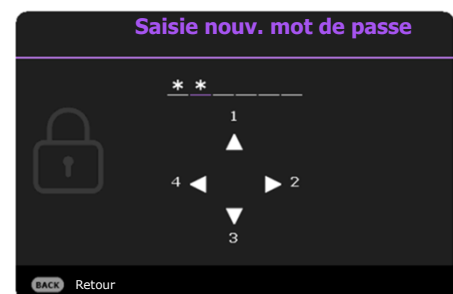 Saisie nouv. mot de passe
* * _ _ _ _
1
4 2
3
BACK Retour